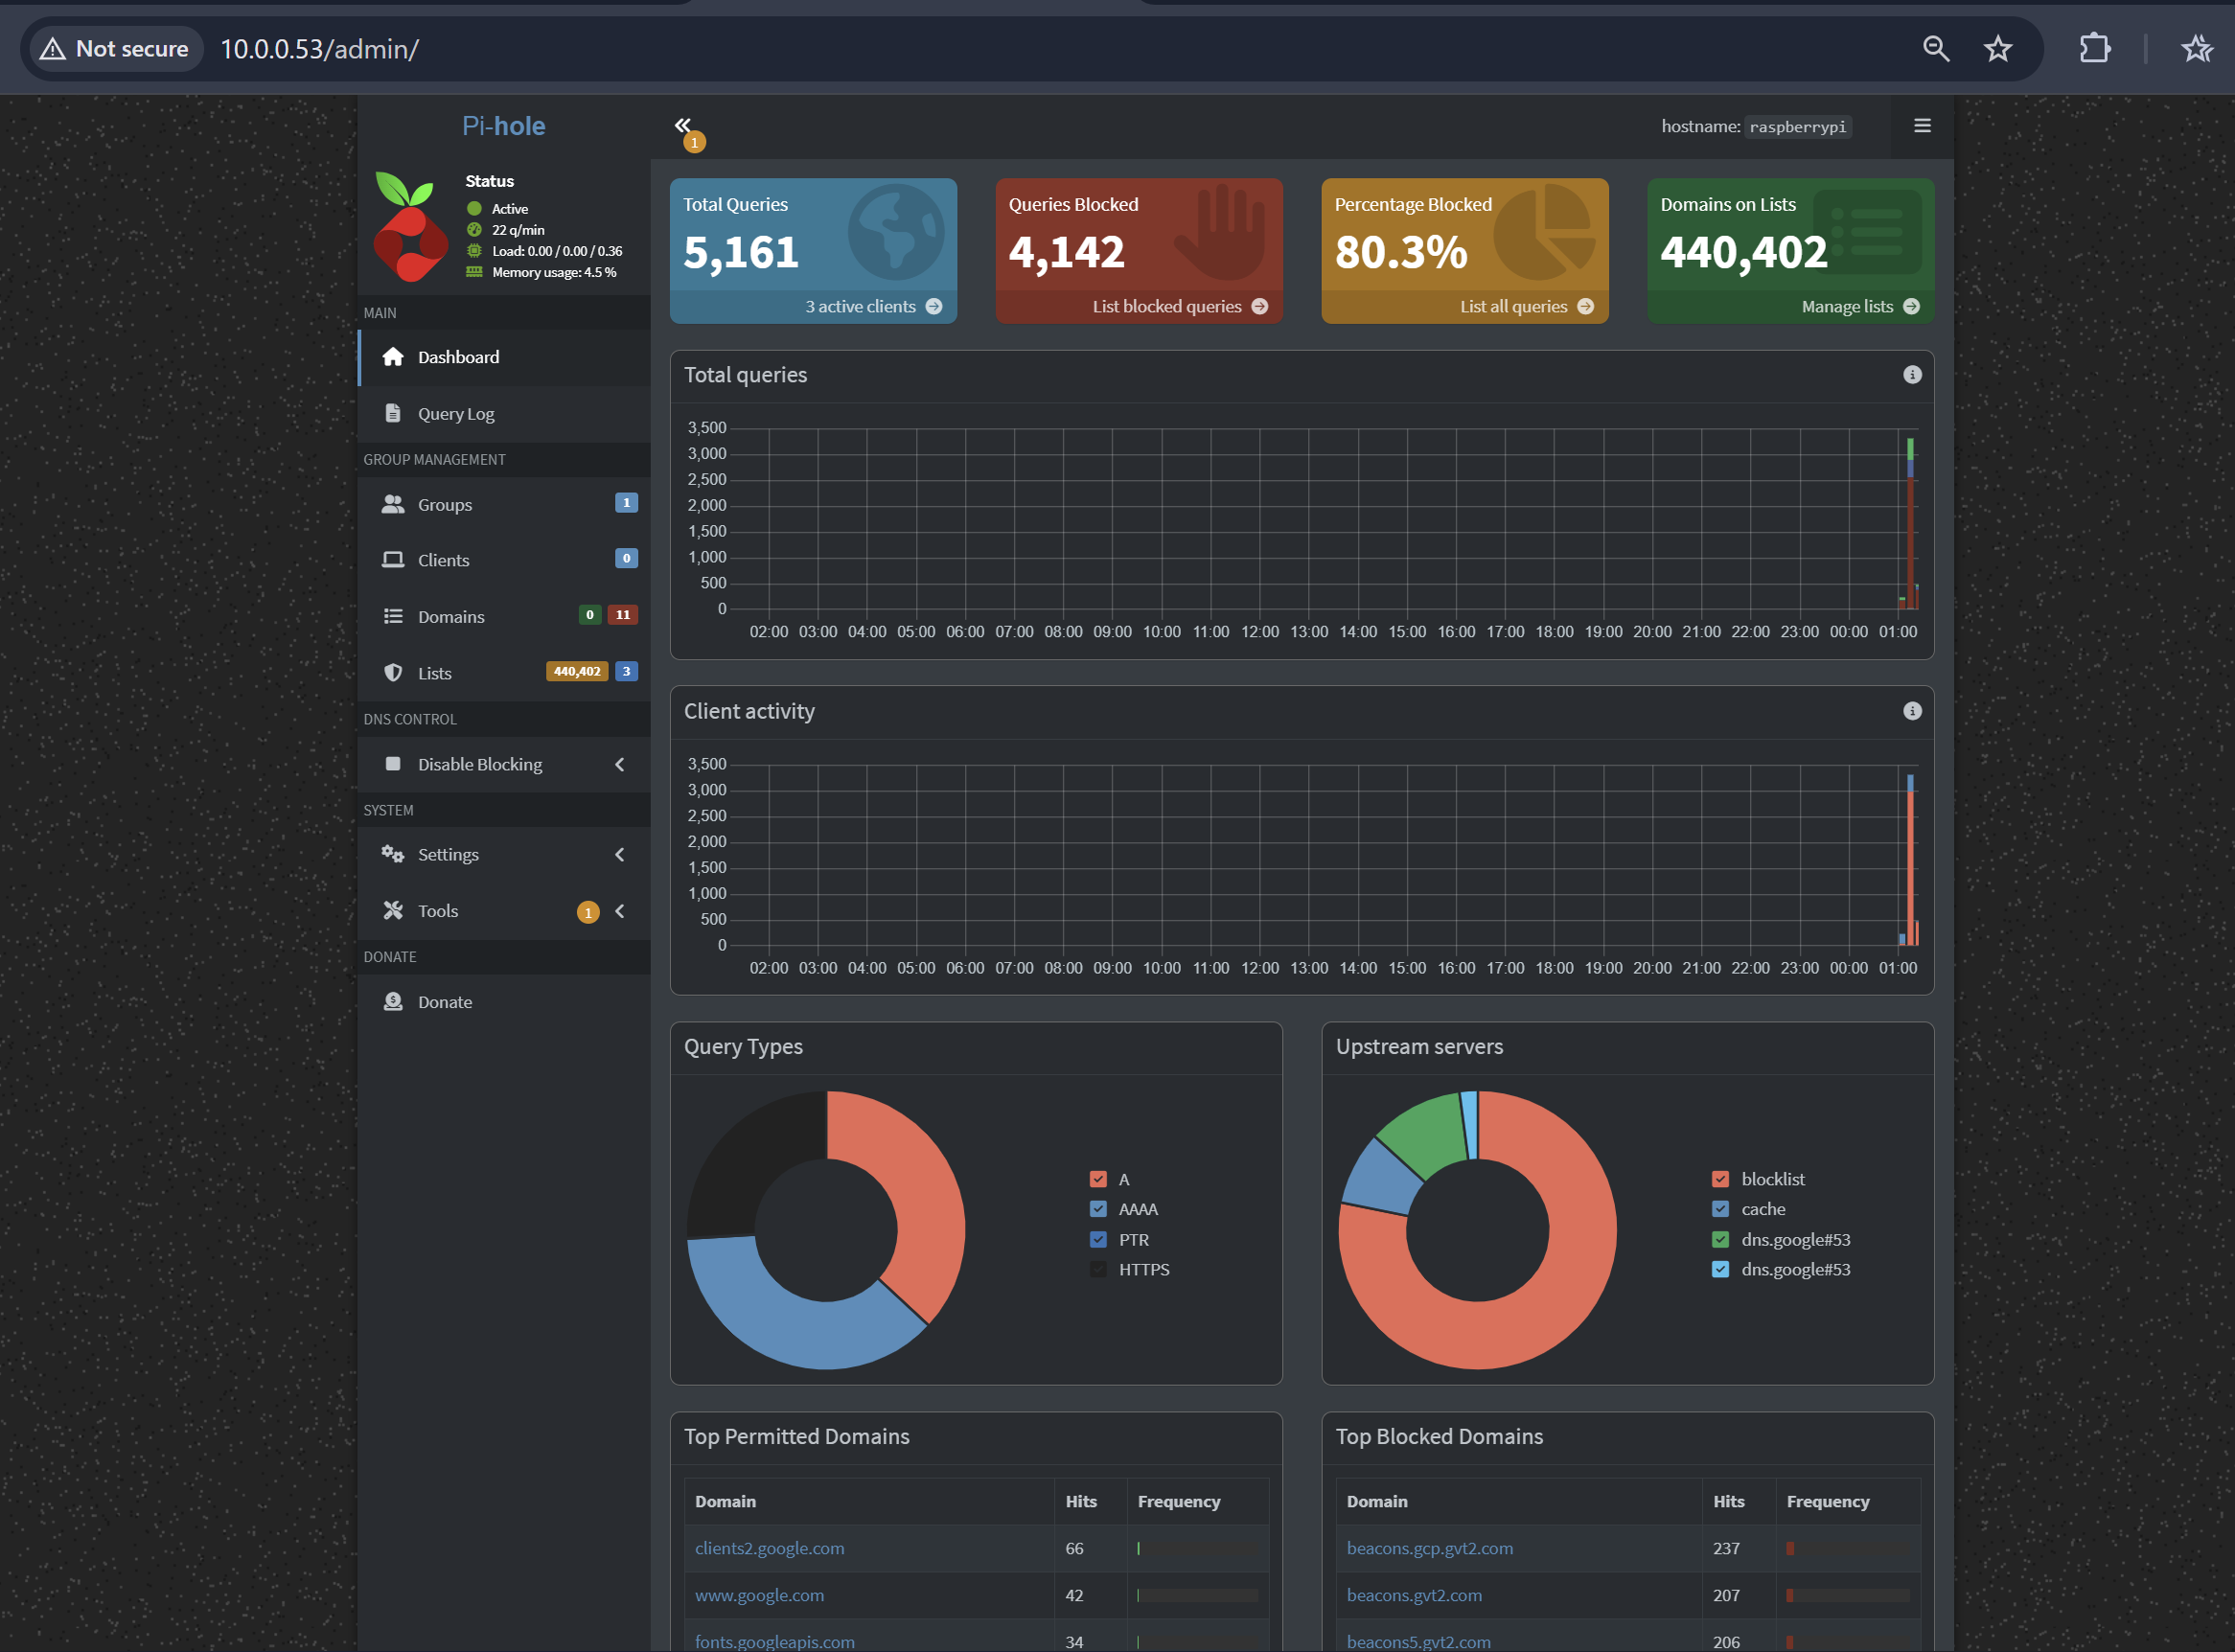 Not secure 10.0.0.53/admin/
Pi-hole
1
hostname: raspberrypi
Status
Active
22 q/min
Load: 0.00 / 0.00 / 0.36
Memory usage: 4.5 %
MAIN
Dashboard
Query Log
GROUP MANAGEMENT
Groups 1
Clients 0
Domains 0 11
Lists 440,402 3
DNS CONTROL
Disable Blocking
SYSTEM
Settings
Tools 1
DONATE
Donate
Total Queries
5,161
3 active clients
Queries Blocked
4,142
List blocked queries
Percentage Blocked
80.3%
List all queries
Domains on Lists
440,402
Manage lists
Total queries
3,500
3,000
2,500
2,000
1,500
1,000
500
0
02:00 03:00 04:00 05:00 06:00 07:00 08:00 09:00 10:00 11:00 12:00 13:00 14:00 15:00 16:00 17:00 18:00 19:00 20:00 21:00 22:00 23:00 00:00 01:00
Client activity
3,500
3,000
2,500
2,000
1,500
1,000
500
0
02:00 03:00 04:00 05:00 06:00 07:00 08:00 09:00 10:00 11:00 12:00 13:00 14:00 15:00 16:00 17:00 18:00 19:00 20:00 21:00 22:00 23:00 00:00 01:00
Query Types
A
AAAA
PTR
HTTPS
Upstream servers
blocklist
cache
dns.google#53
dns.google#53
Top Permitted Domains
Domain Hits Frequency
clients2.google.com 66
www.google.com 42
fonts.googleapis.com 34
Top Blocked Domains
Domain Hits Frequency
beacons.gcp.gvt2.com 237
beacons.gvt2.com 207
beacons5.gvt2.com 206